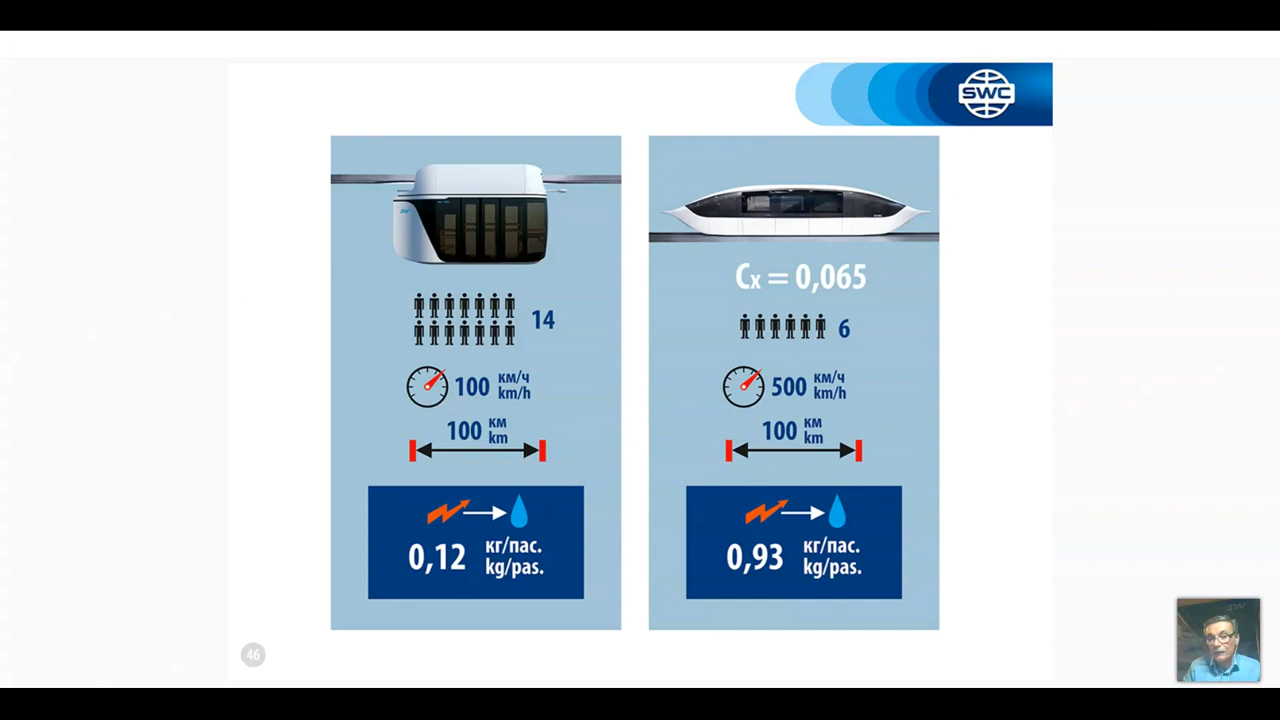 SWC
14
100 км/ч
km/h
100 км
km
0,12 кг/пас.
kg/pas.
Cx = 0,065
6
500 км/ч
km/h
100 км
km
0,93 кг/пас.
kg/pas.
46